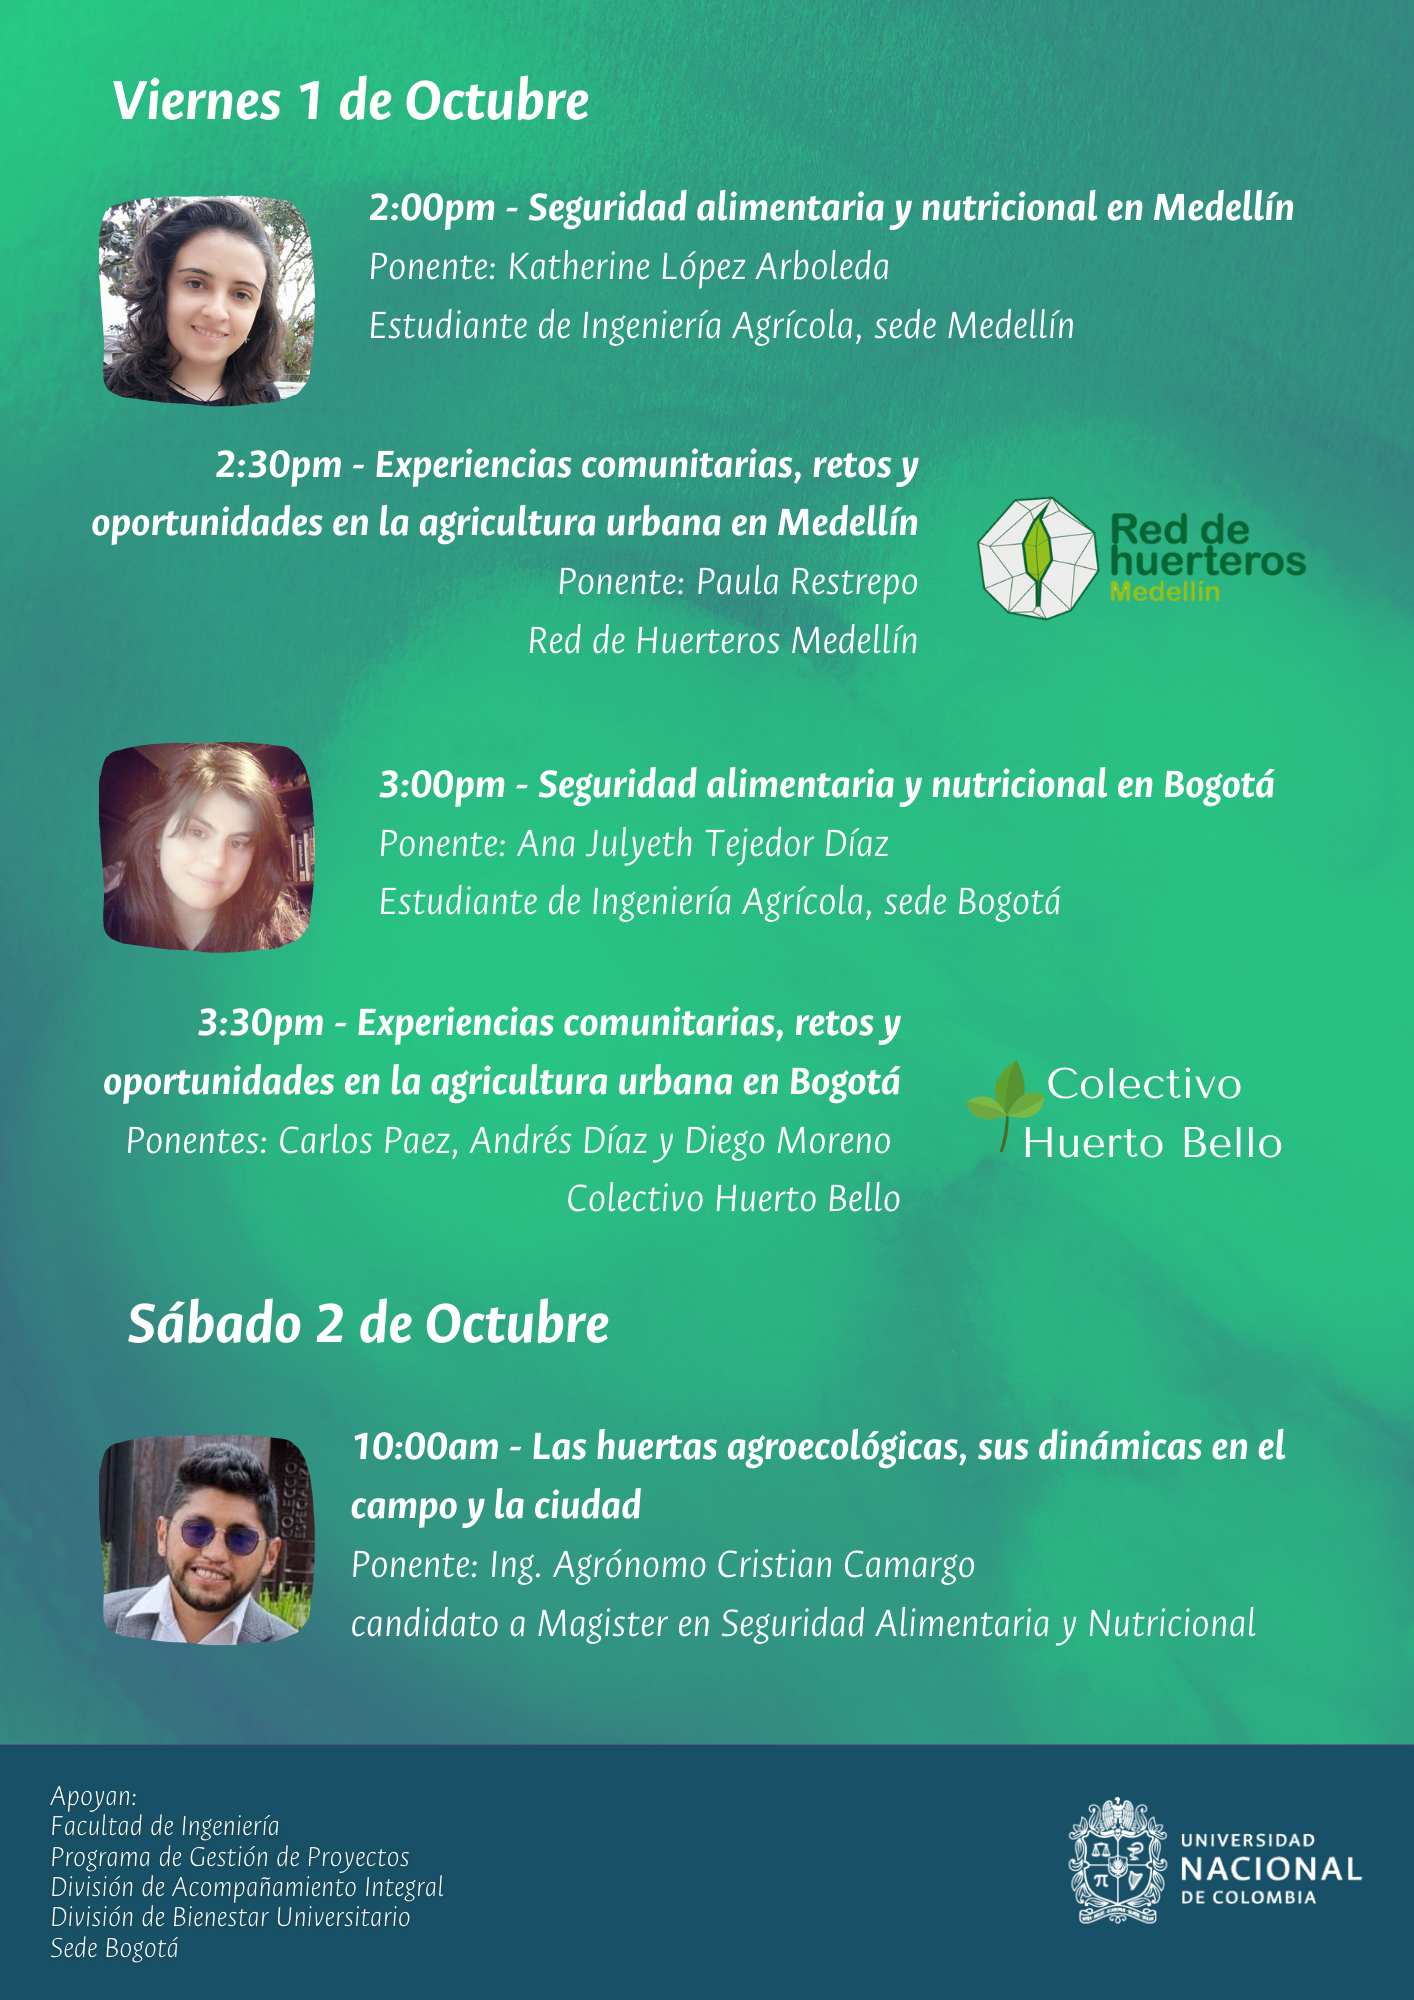 Viernes 1 de Octubre
2:00pm - Seguridad alimentaria y nutricional en Medellín
Ponente: Katherine López Arboleda
Estudiante de Ingeniería Agrícola, sede Medellín
2:30pm - Experiencias comunitarias, retos y
oportunidades en la agricultura urbana en Medellín
Ponente: Paula Restrepo
Red de Huerteros Medellín
Red de
huerteros
Medellín
3:00pm - Seguridad alimentaria y nutricional en Bogotá
Ponente: Ana Julyeth Tejedor Díaz
Estudiante de Ingeniería Agrícola, sede Bogotá
3:30pm - Experiencias comunitarias, retos y
oportunidades en la agricultura urbana en Bogotá
Ponentes: Carlos Paez, Andrés Díaz y Diego Moreno
Colectivo Huerto Bello
Colectivo
Huerto Bello
Sábado 2 de Octubre
COLECCION
10:00am - Las huertas agroecológicas, sus dinámicas en el
campo y la ciudad
Ponente: Ing. Agrónomo Cristian Camargo
candidato a Magister en Seguridad Alimentaria y Nutricional
Apoyan:
Facultad de Ingeniería
Programa de Gestión de Proyectos
División de Acompañamiento Integral
División de Bienestar Universitario
Sede Bogotá
UNIVERSIDAD
NACIONAL
DE COLOMBIA